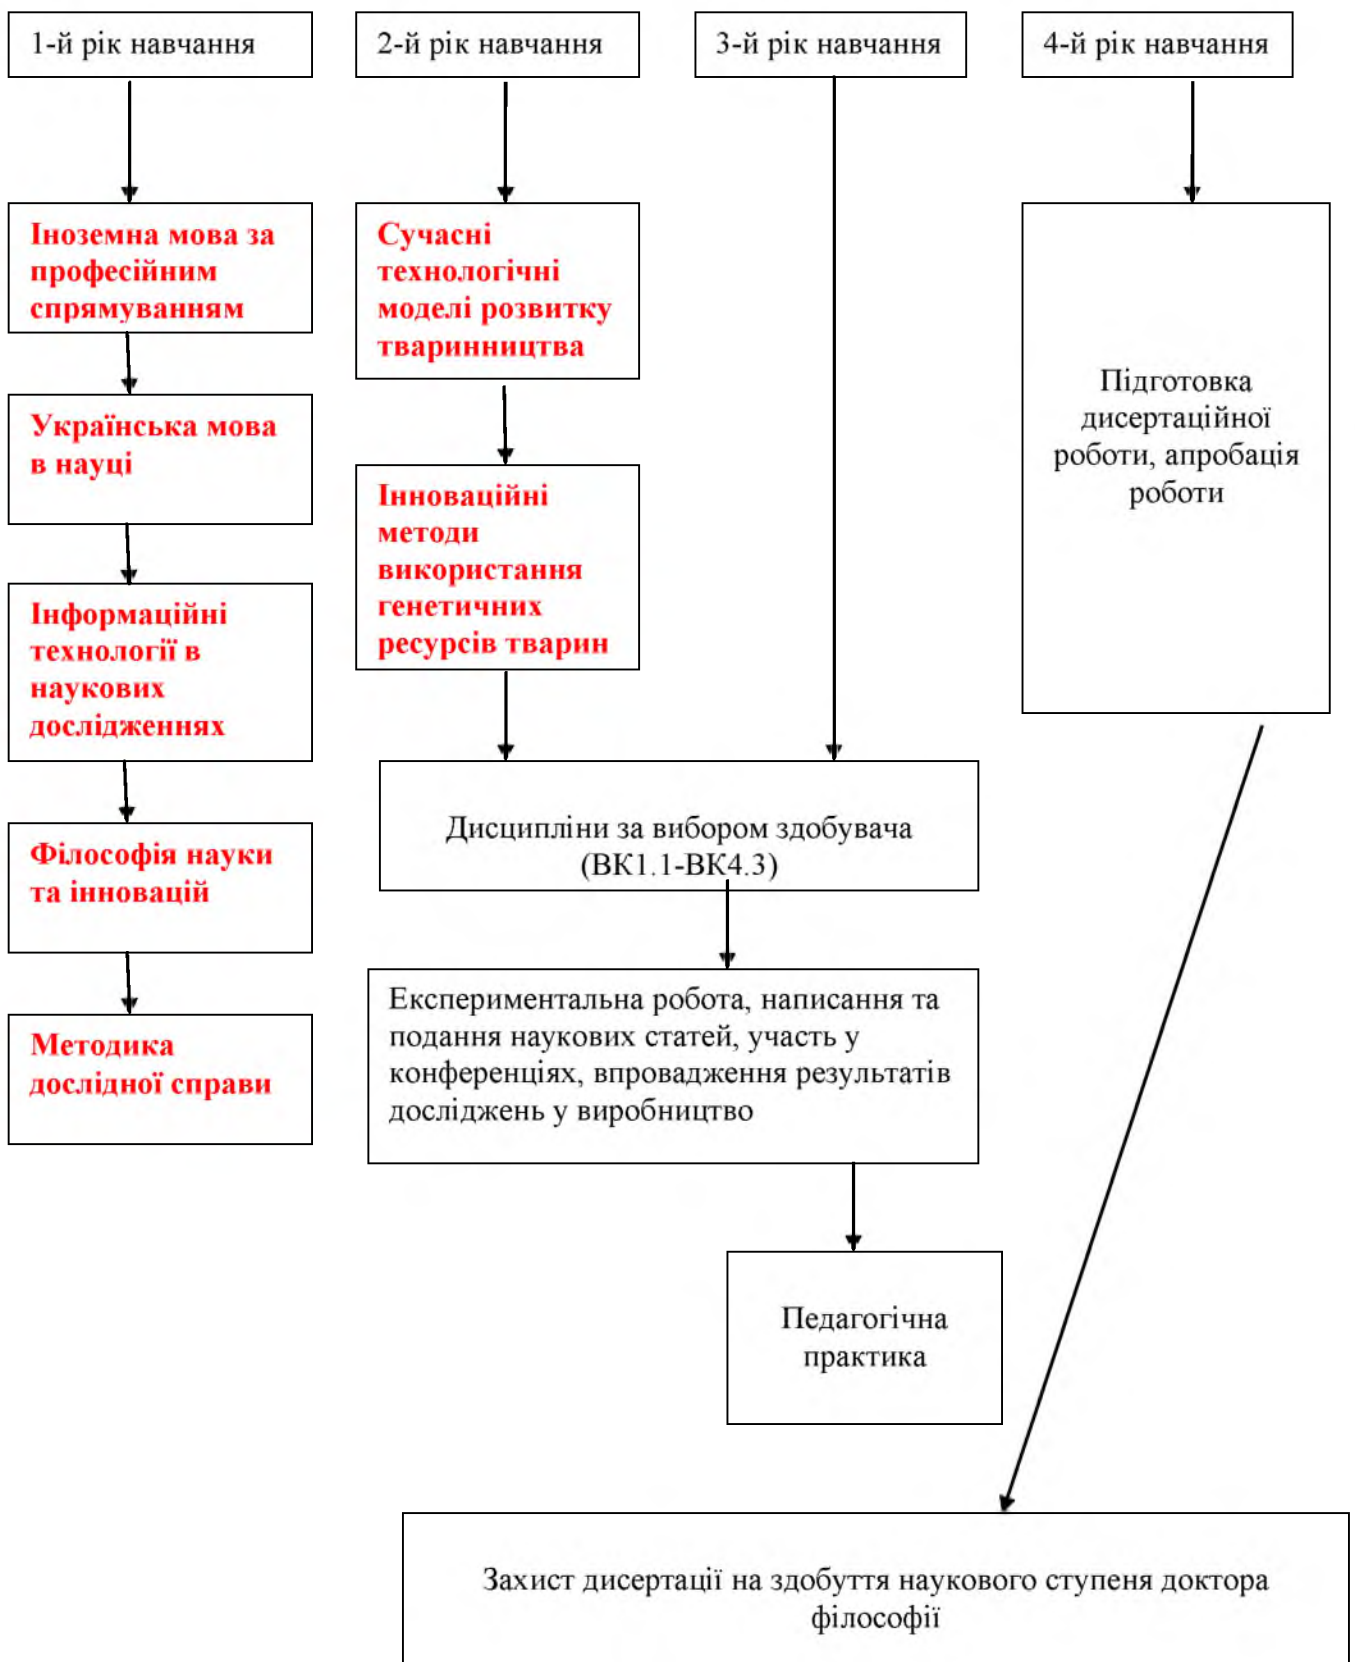 1-й рік навчання
2-й рік навчання
3-й рік навчання
4-й рік навчання
Іноземна мова за
професійним
спрямуванням
Українська мова
в науці
Інформаційні
технології в
наукових
дослідженнях
Філософія науки
та інновацій
Методика
дослідної справи
Сучасні
технологічні
моделі розвитку
тваринництва
Інноваційні
методи
використання
генетичних
ресурсів тварин
Дисципліни за вибором здобувача
(ВК1.1-ВК4.3)
Експериментальна робота, написання та
подання наукових статей, участь у
конференціях, впровадження результатів
досліджень у виробництво
Педагогічна
практика
Підготовка
дисертаційної
роботи, апробація
роботи
Захист дисертації на здобуття наукового ступеня доктора
філософії